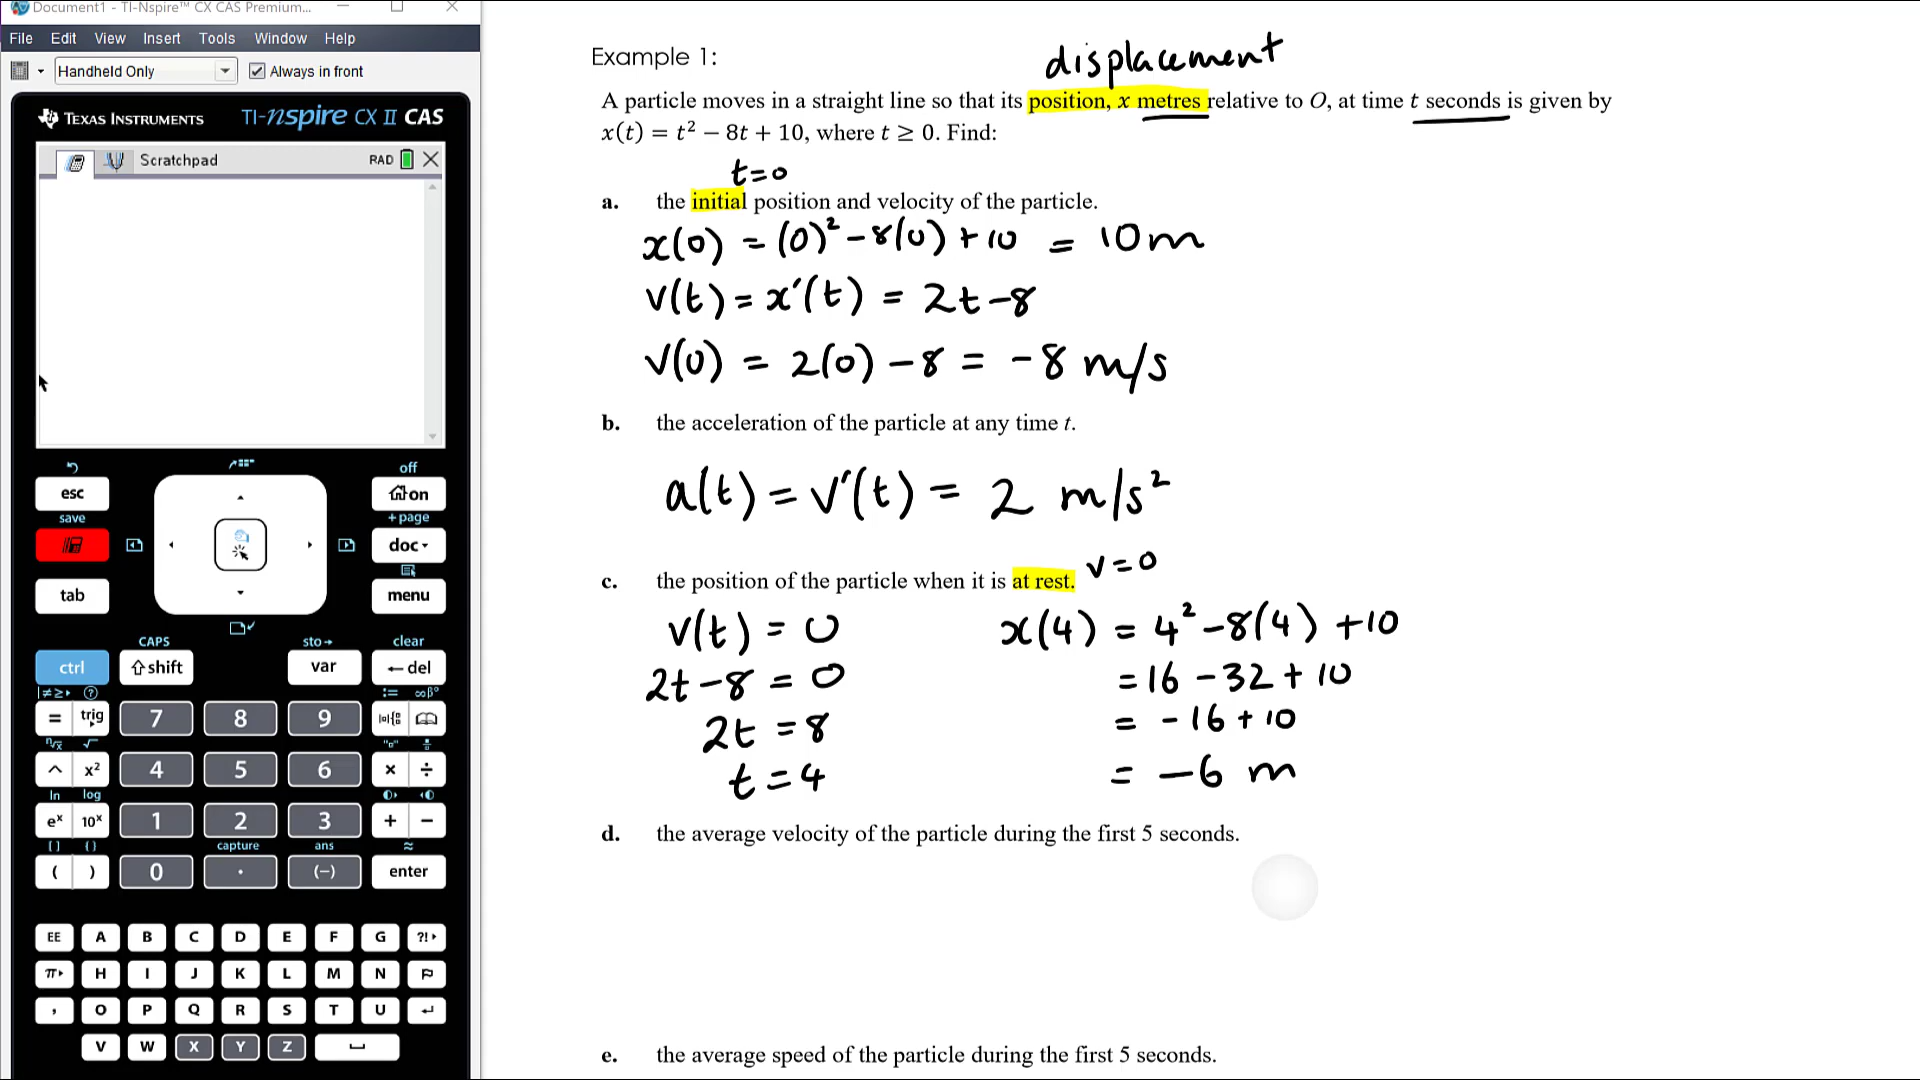 Document1 - TI-Nspire™ CX CAS Premium...
File Edit View Insert Tools Window Help
Handheld Only Always in front
TEXAS INSTRUMENTS TI-nspire CX II CAS
Scratchpad RAD
off
esc on
save + page
doc
tab menu
CAPS sto→ clear
ctrl shift var ←del
|≠≥▸ ? := ∞β°
= trig 7 8 9
n√x √
^ x² 4 5 6 × ÷
ln log
eˣ 10ˣ 1 2 3 + −
[ ] { } capture ans ≈
( ) 0 . (−) enter
EE A B C D E F G ?!▸
π▸ H I J K L M N
, O P Q R S T U ↵
V W X Y Z
Example 1:
displacement
A particle moves in a straight line so that its position, x metres relative to O, at time t seconds is given by
x(t) = t² − 8t + 10, where t ≥ 0. Find:
t=0
a. the initial position and velocity of the particle.
x(0) = (0)² −8(0) + 10 = 10m
v(t) = x′(t) = 2t −8
v(0) = 2(0) −8 = −8 m/s
b. the acceleration of the particle at any time t.
a(t) = v′(t) = 2 m/s²
c. the position of the particle when it is at rest. v=0
v(t) = 0
2t −8 = 0
2t = 8
t = 4
x(4) = 4² −8(4) +10
= 16 −32 + 10
= −16 + 10
= −6 m
d. the average velocity of the particle during the first 5 seconds.
e. the average speed of the particle during the first 5 seconds.